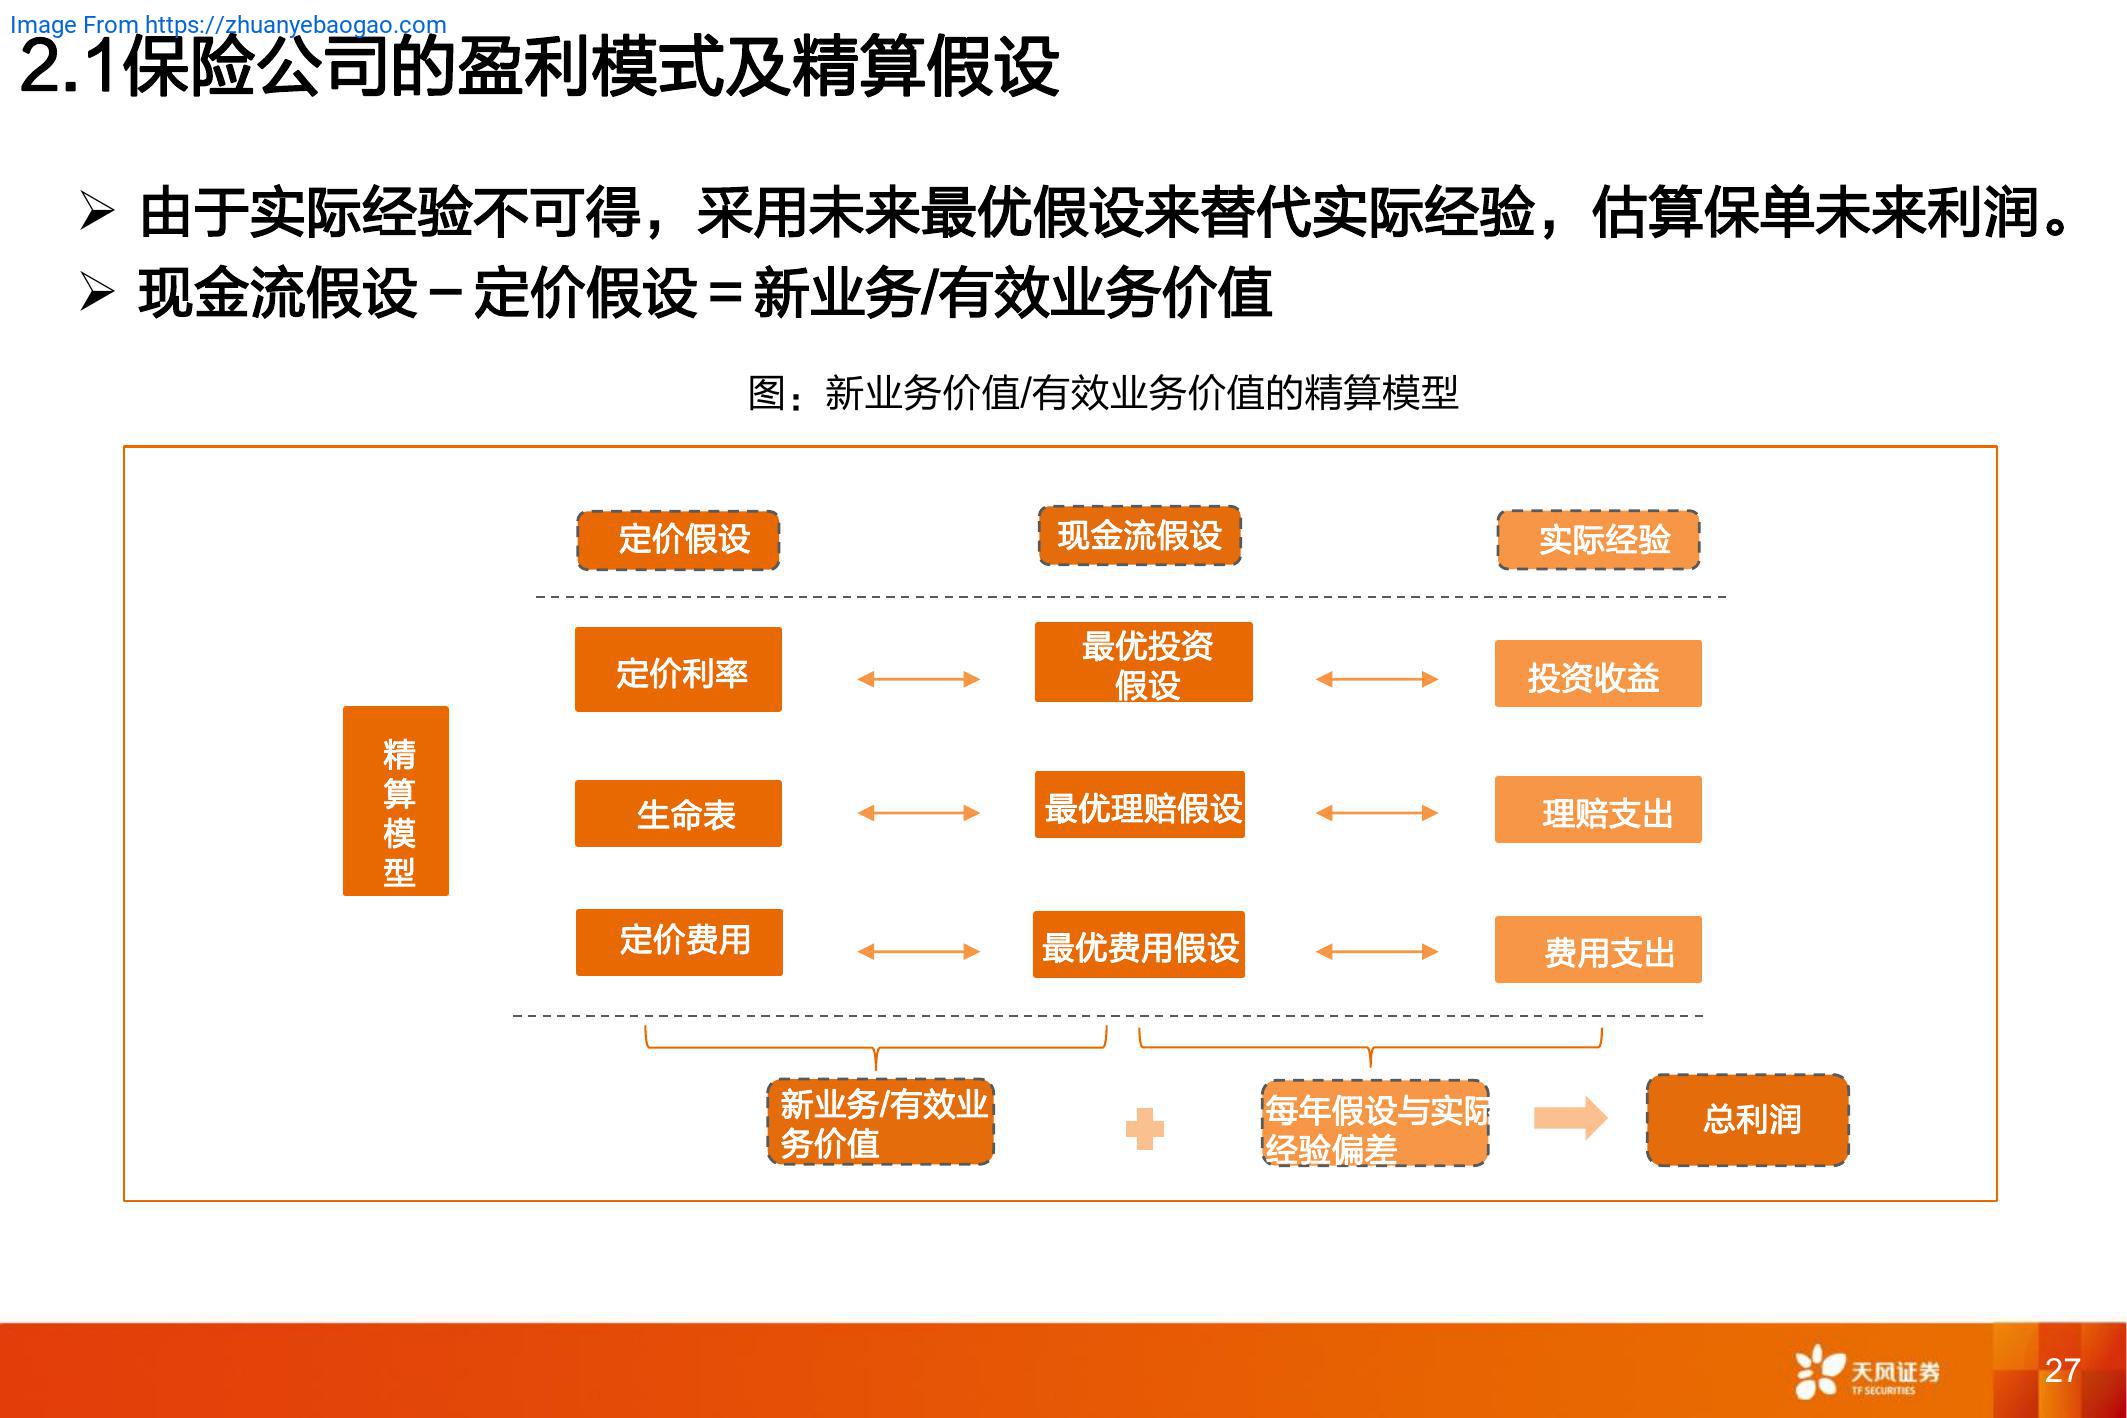 Image From https://zhuanyebaogao.com
2.1保险公司的盈利模式及精算假设
由于实际经验不可得，采用未来最优假设来替代实际经验，估算保单未来利润。
现金流假设－定价假设＝新业务/有效业务价值
图：新业务价值/有效业务价值的精算模型
定价假设
现金流假设
实际经验
定价利率
最优投资
假设
投资收益
精
算
模
型
生命表
最优理赔假设
理赔支出
定价费用
最优费用假设
费用支出
新业务/有效业
务价值
每年假设与实际
经验偏差
总利润
天风证券
TF SECURITIES
27